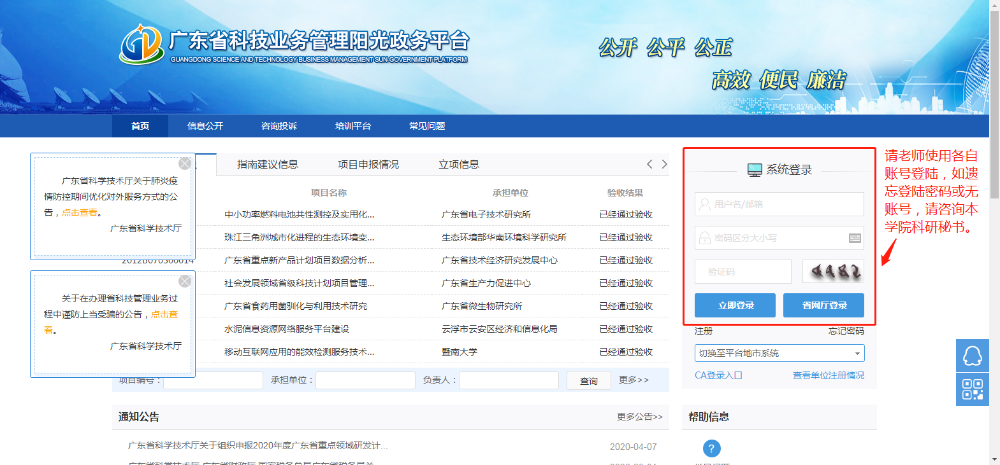 广东省科技业务管理阳光政务平台
GUANGDONG SCIENCE AND TECHNOLOGY BUSINESS MANAGEMENT SUN-GOVERNMENT PLATFORM
公开 公平 公正
高效 便民 廉洁
首页 信息公开 咨询投诉 培训平台 常见问题
广东省科学技术厅关于肺炎疫
情防控期间优化对外服务方式的公
告，点击查看。
广东省科学技术厅
关于在办理省科技管理业务过
程中谨防上当受骗的公告，点击查
看。
广东省科学技术厅
指南建议信息 项目申报情况 立项信息
项目名称 承担单位 验收结果
中小功率燃料电池共性测控及实用化... 广东省电子技术研究所 已经通过验收
珠江三角洲城市化进程的生态环境变... 生态环境部华南环境科学研究所 已经通过验收
2012B070300014 广东省重点新产品计划项目数据分析... 广东省技术经济研究发展中心 已经通过验收
社会发展领域省级科技计划项目管理... 广东省生产力促进中心 已经通过验收
广东省食药用菌驯化与利用技术研究 广东省微生物研究所 已经通过验收
水泥信息资源网络服务平台建设 云浮市云安区经济和信息化局 已经通过验收
移动互联网应用的能效检测服务技术... 暨南大学 已经通过验收
项目编号： 承担单位： 负责人： 查询 更多>>
系统登录
用户名/邮箱
密码区分大小写
验证码 4482
立即登录 省网厅登录
注册 忘记密码
切换至平台地市系统
CA登录入口 查看单位注册情况
请老师使用各自
账号登陆，如遗
忘登陆密码或无
账号，请咨询本
学院科研秘书。
通知公告 更多公告>>
广东省科学技术厅关于组织申报2020年度广东省重点领域研发计... 2020-04-07
帮助信息
?